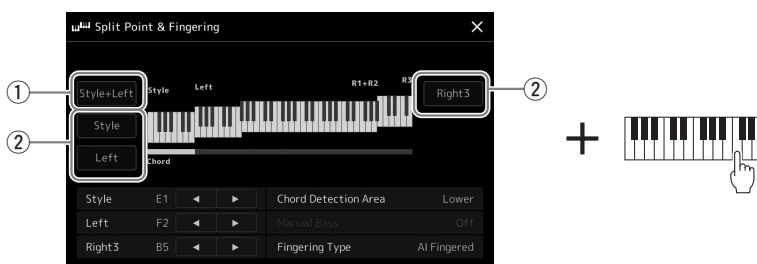 Split Point & Fingering ×
① Style+Left Style Left R1+R2 R3 Right3 ②
② Style
Left
Chord
+
Style E1 ◄ ► Chord Detection Area Lower
Left F2 ◄ ► Manual Bass Off
Right3 B5 ◄ ► Fingering Type AI Fingered